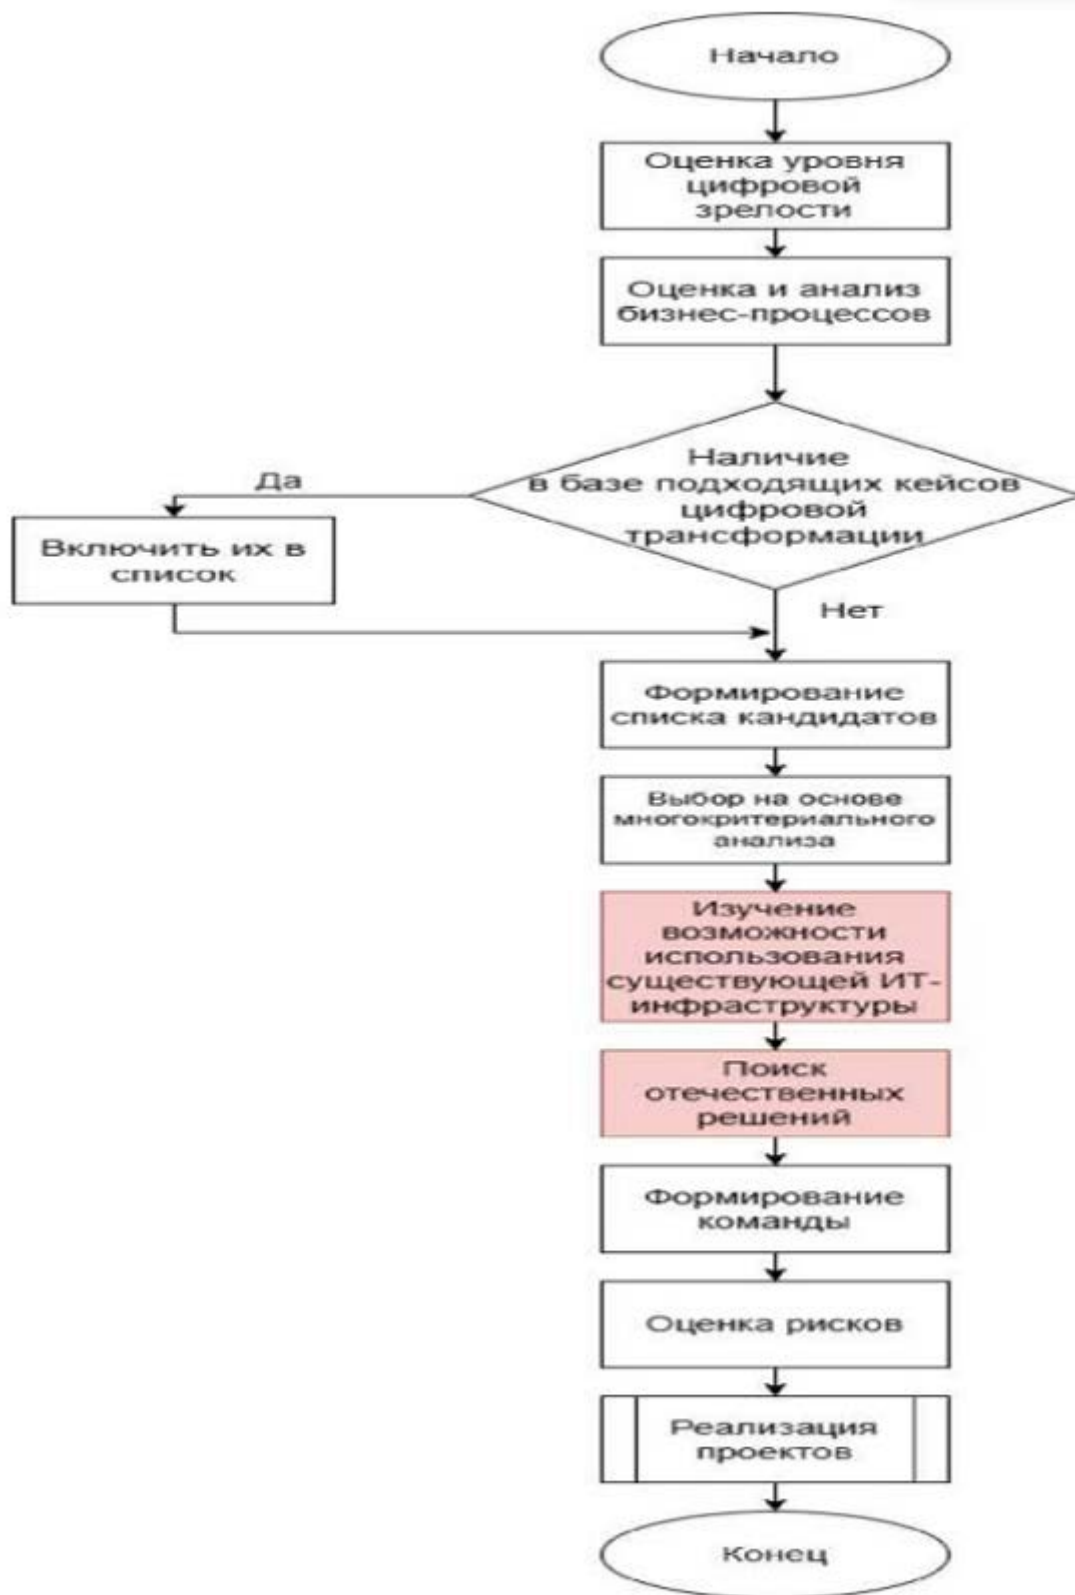 Начало
Оценка уровня
цифровой
зрелости
Оценка и анализ
бизнес-процессов
Наличие
в базе подходящих кейсов
цифровой
трансформации
Да
Включить их в
список
Нет
Формирование
списка кандидатов
Выбор на основе
многокритериального
анализа
Изучение
возможности
использования
существующей ИТ-
инфраструктуры
Поиск
отечественных
решений
Формирование
команды
Оценка рисков
Реализация
проектов
Конец